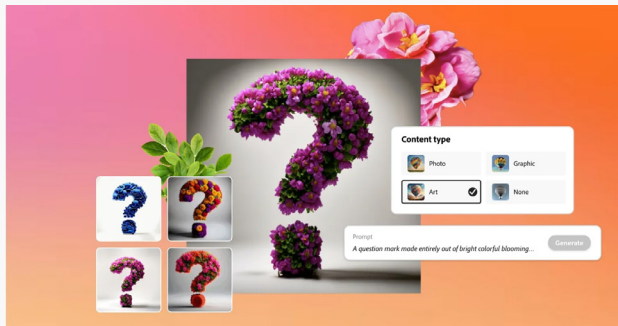 Content type
Photo
Graphic
Art
None
Prompt
A question mark made entirely out of bright colorful blooming...
Generate